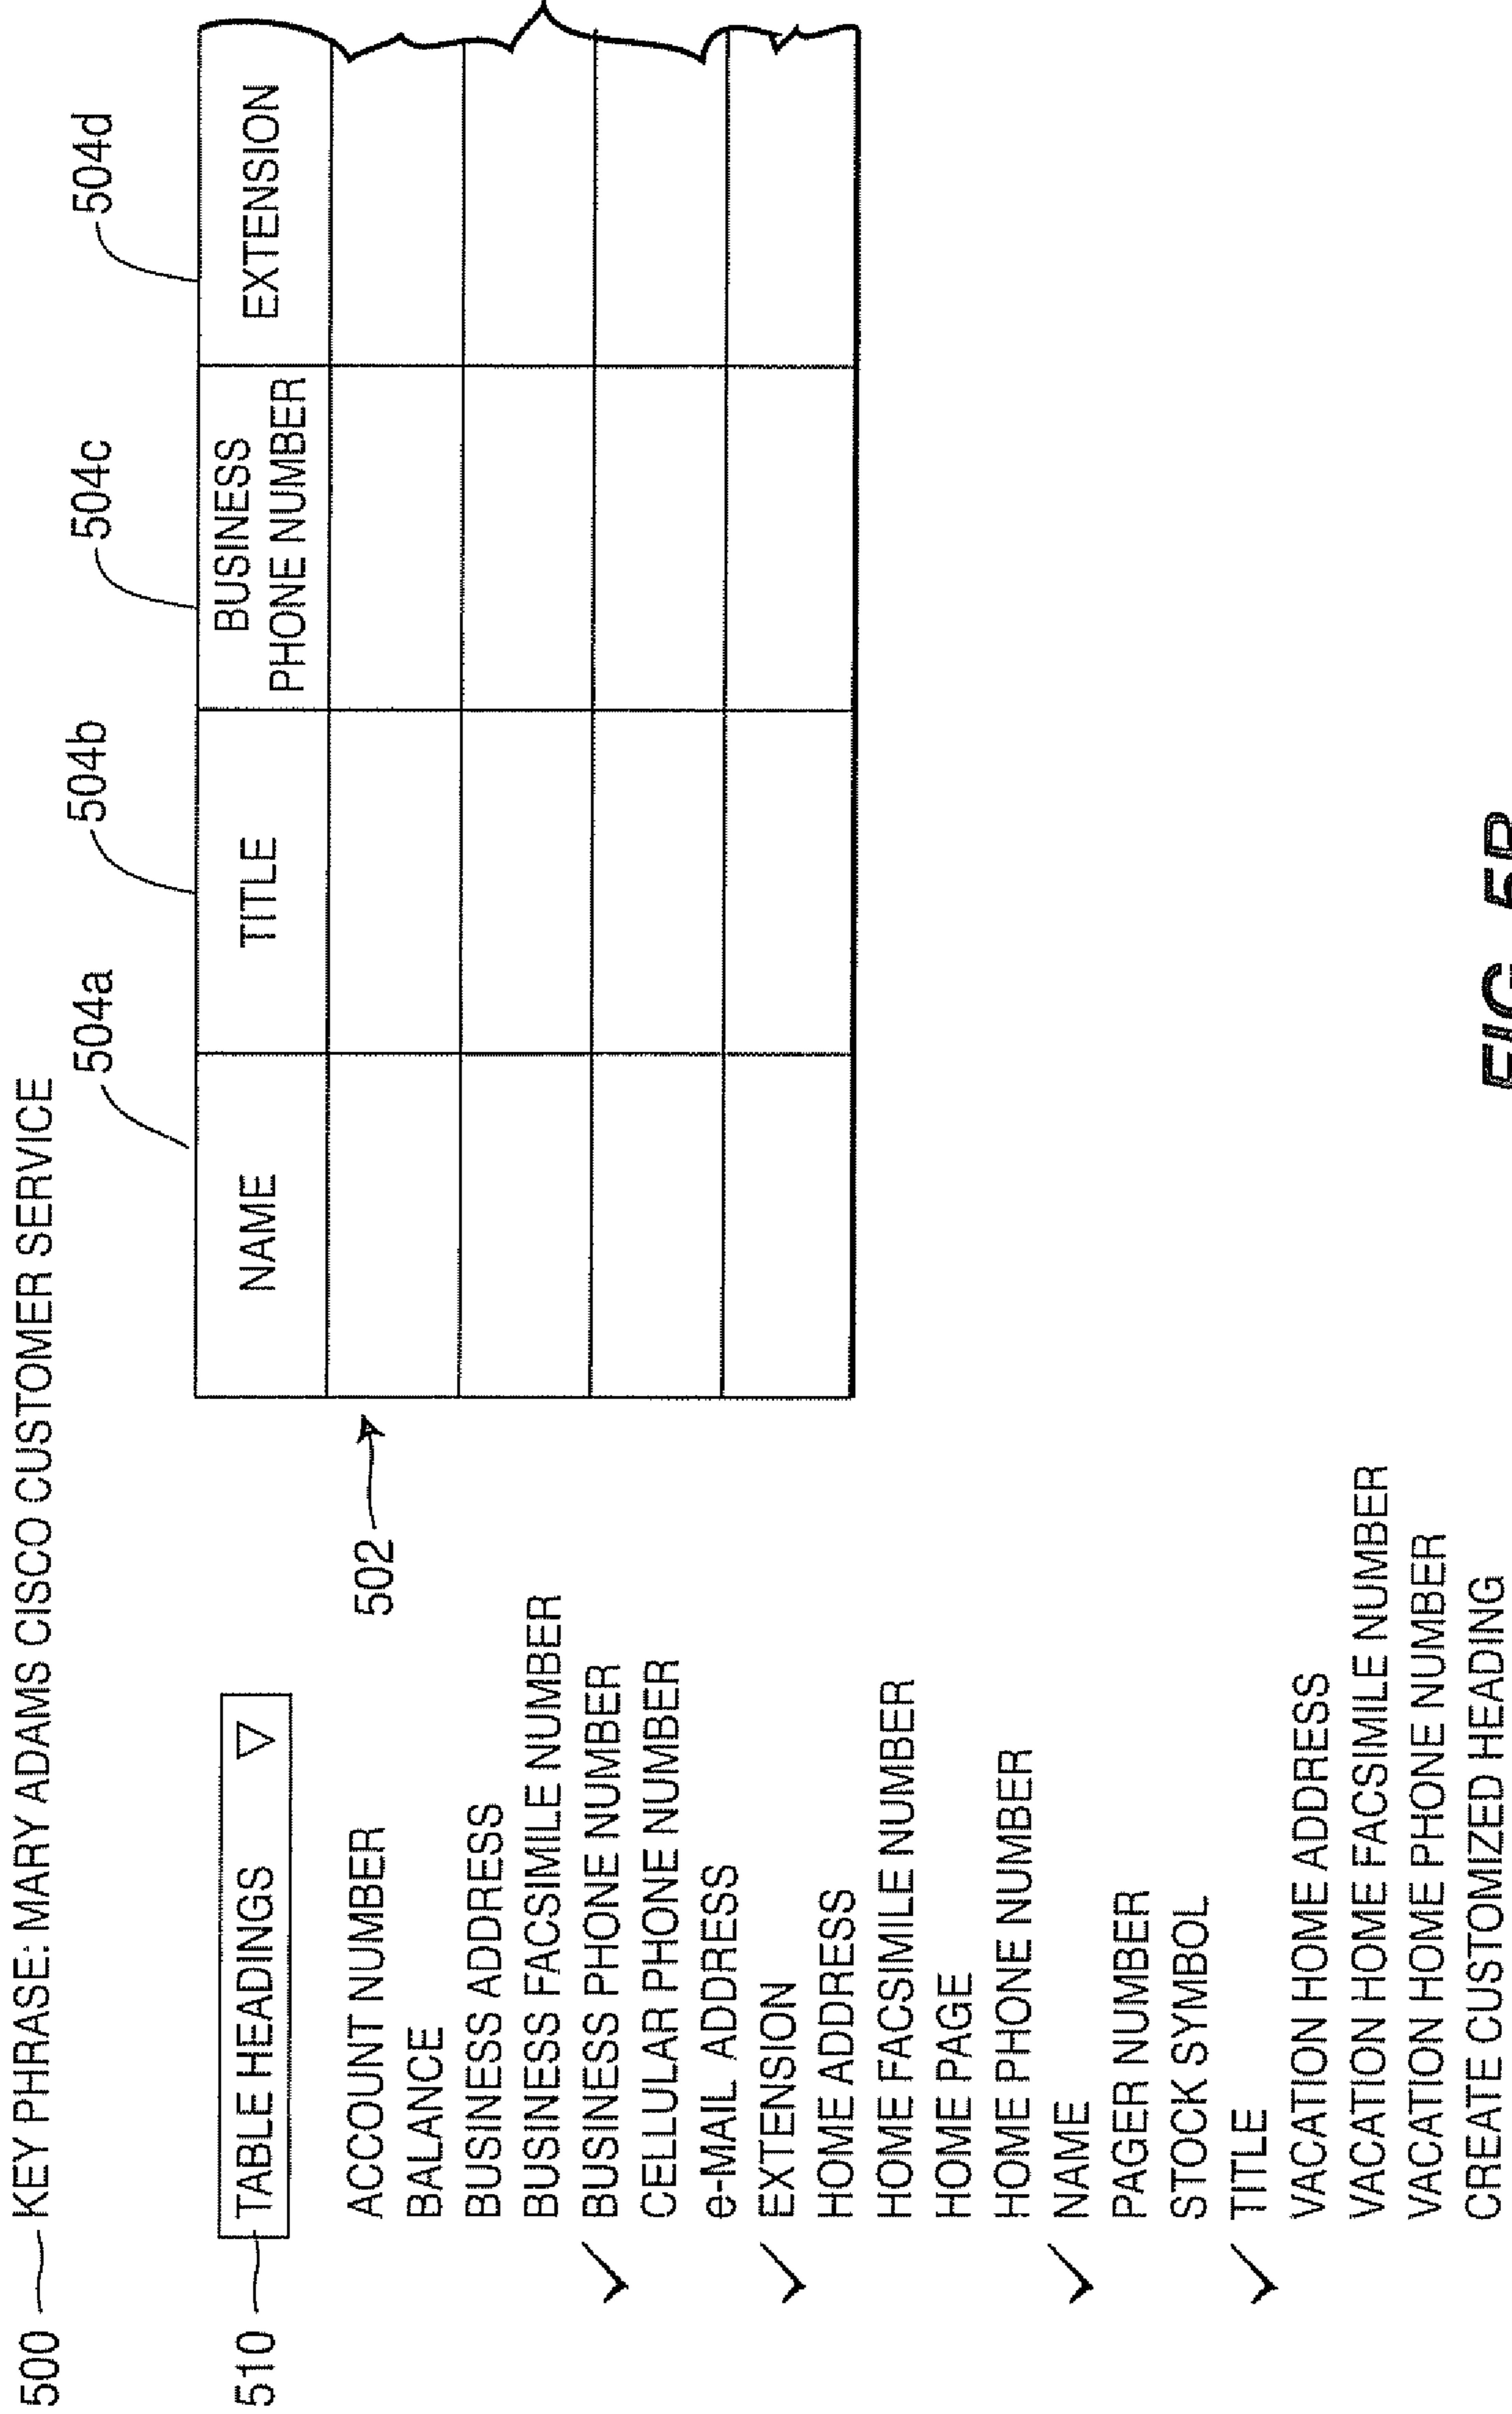 500 KEY PHRASE: MARY ADAMS CISCO CUSTOMER SERVICE
504a 504b 504c 504d
510 TABLE HEADINGS
NAME TITLE BUSINESS PHONE NUMBER EXTENSION
502
ACCOUNT NUMBER
BALANCE
BUSINESS ADDRESS
BUSINESS FACSIMILE NUMBER
✓ BUSINESS PHONE NUMBER
CELLULAR PHONE NUMBER
e-MAIL ADDRESS
✓ EXTENSION
HOME ADDRESS
HOME FACSIMILE NUMBER
HOME PAGE
HOME PHONE NUMBER
✓ NAME
PAGER NUMBER
STOCK SYMBOL
✓ TITLE
VACATION HOME ADDRESS
VACATION HOME FACSIMILE NUMBER
VACATION HOME PHONE NUMBER
CREATE CUSTOMIZED HEADING